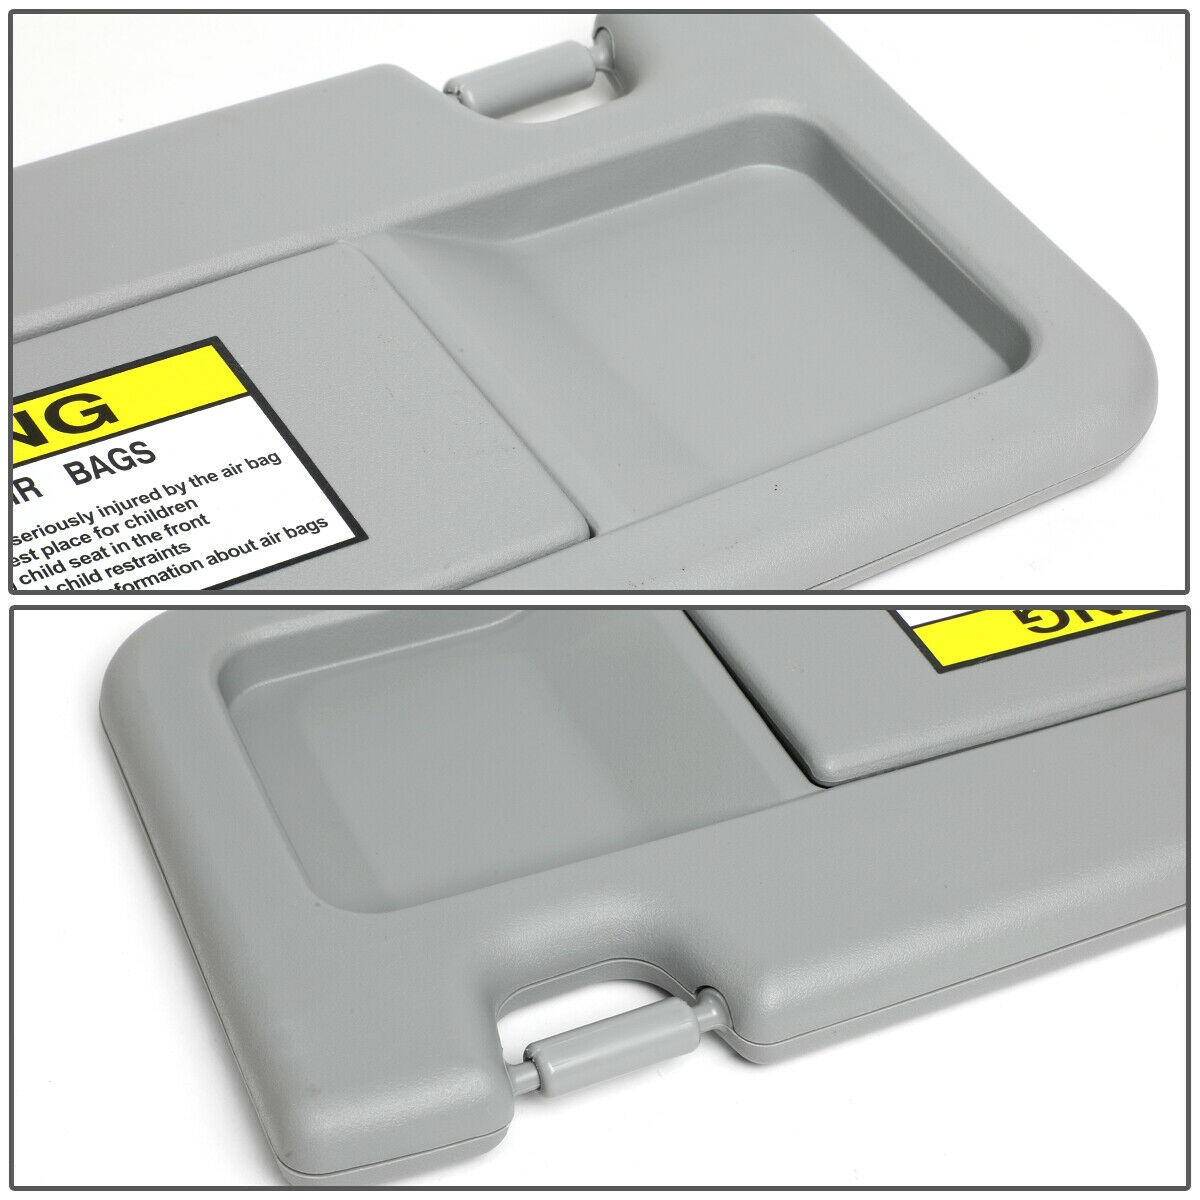 NG
IR BAGS
seriously injured by the air bag
est place for children
child seat in the front
child restraints
formation about air bags
NG